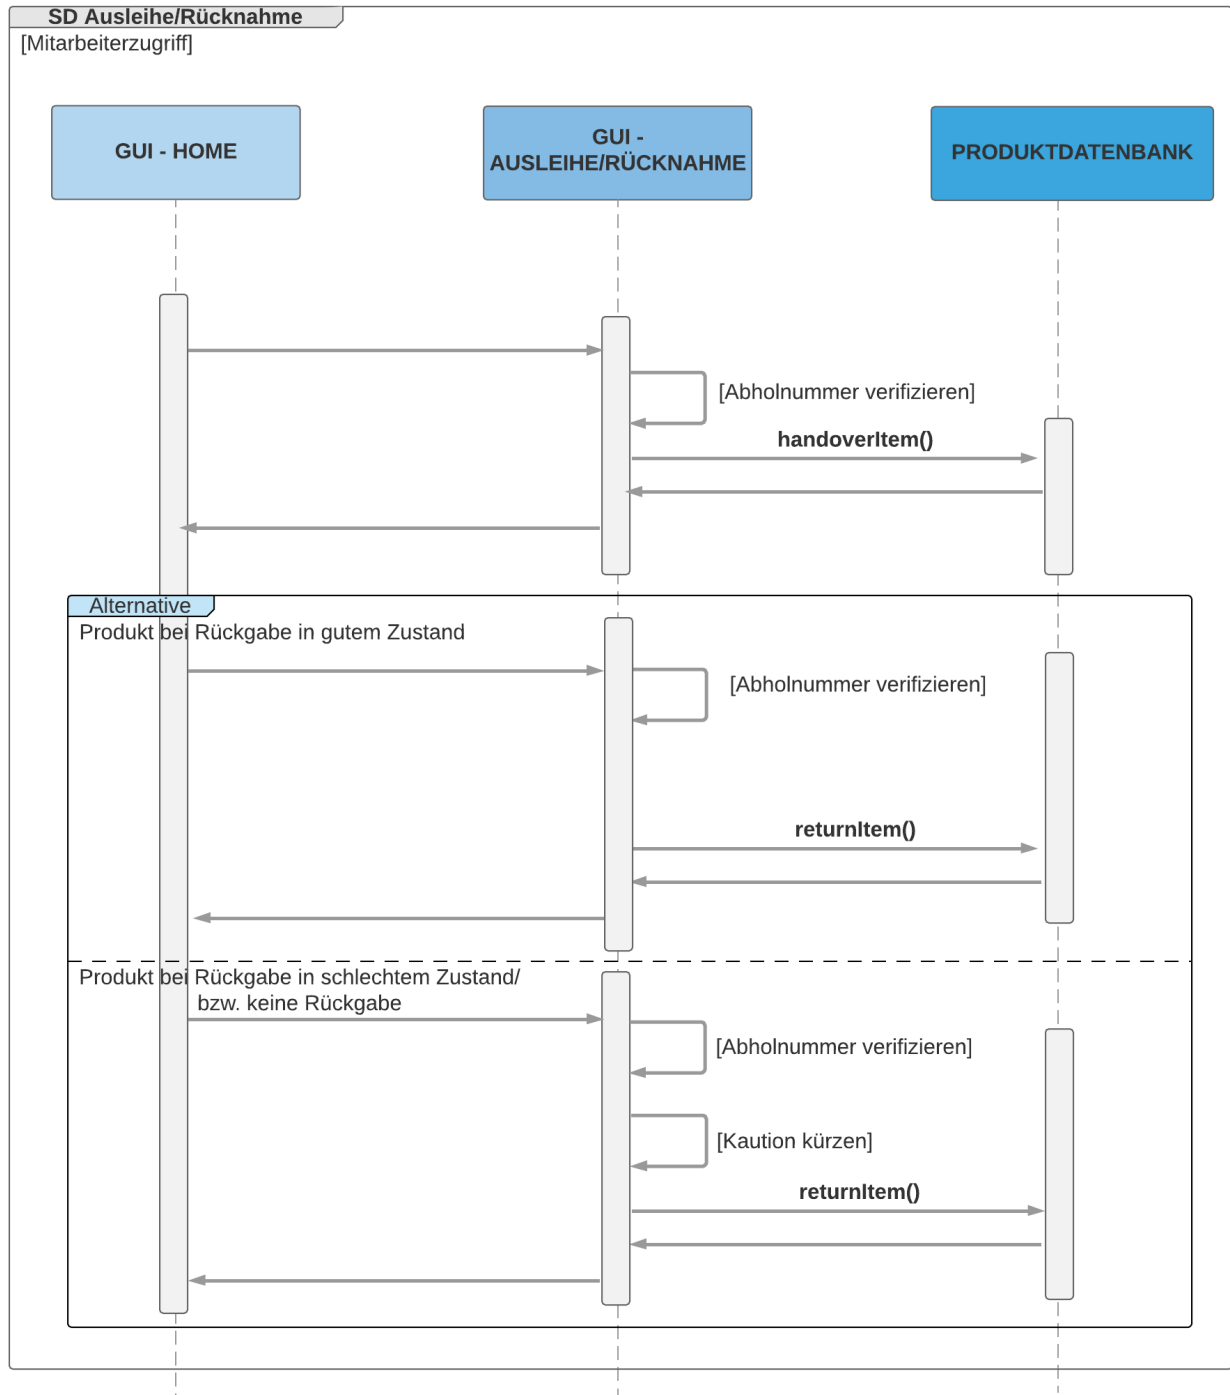 SD Ausleihe/Rücknahme
[Mitarbeiterzugriff]
GUI - HOME
GUI -
AUSLEIHE/RÜCKNAHME
PRODUKTDATENBANK
[Abholnummer verifizieren]
handoverItem()
Alternative
Produkt bei Rückgabe in gutem Zustand
[Abholnummer verifizieren]
returnItem()
Produkt bei Rückgabe in schlechtem Zustand/
bzw. keine Rückgabe
[Abholnummer verifizieren]
[Kaution kürzen]
returnItem()